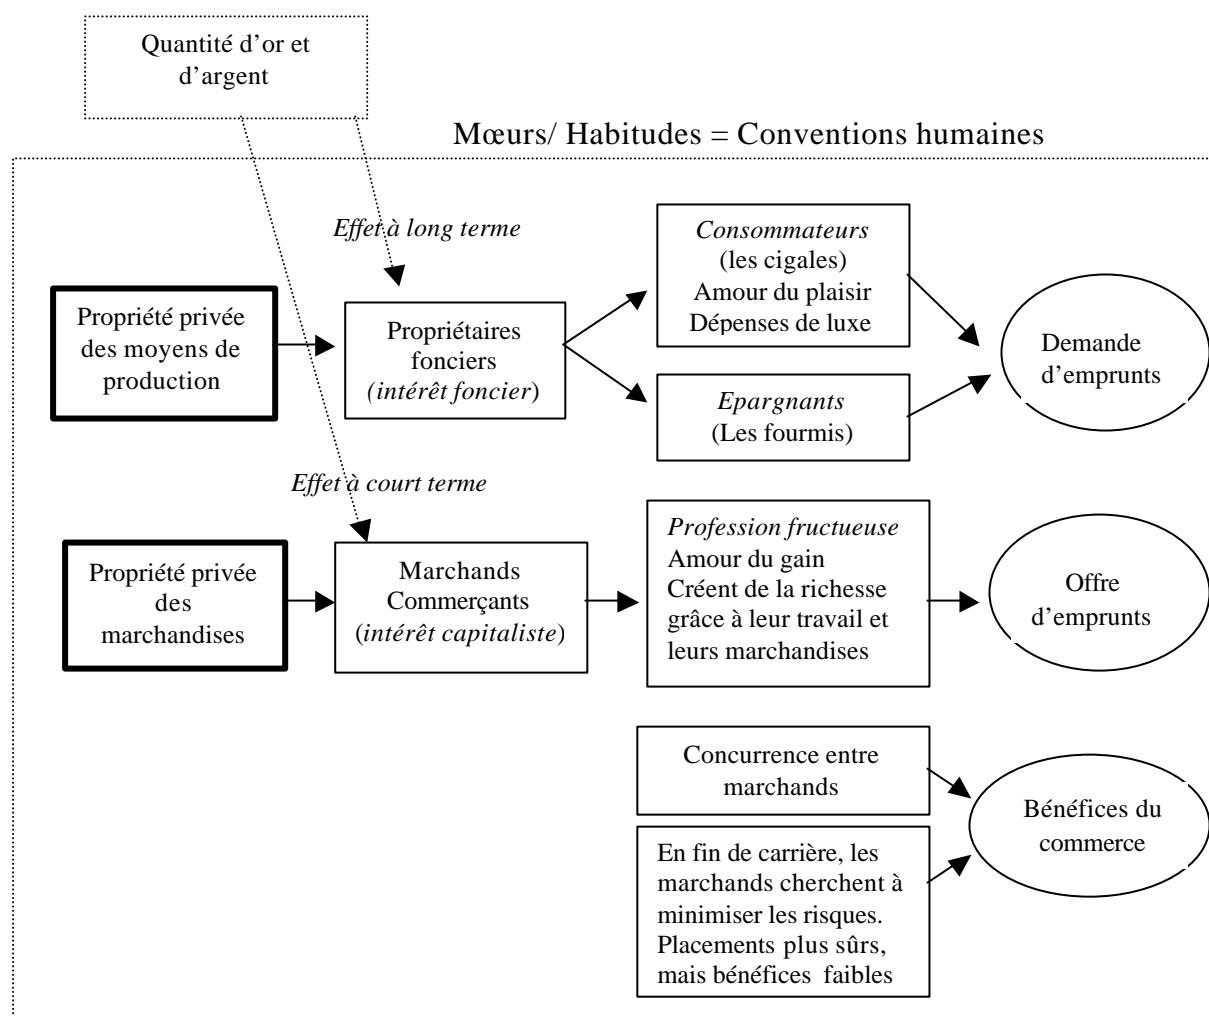 Quantité d’or et
d’argent
Mœurs/ Habitudes = Conventions humaines
Effet à long terme
Propriété privée
des moyens de
production
Propriétaires
fonciers
(intérêt foncier)
Consommateurs
(les cigales)
Amour du plaisir
Dépenses de luxe
Epargnants
(Les fourmis)
Demande
d’emprunts
Effet à court terme
Propriété privée
des
marchandises
Marchands
Commerçants
(intérêt capitaliste)
Profession fructueuse
Amour du gain
Créent de la richesse
grâce à leur travail et
leurs marchandises
Offre
d’emprunts
Concurrence entre
marchands
En fin de carrière, les
marchands cherchent à
minimiser les risques.
Placements plus sûrs,
mais bénéfices faibles
Bénéfices du
commerce